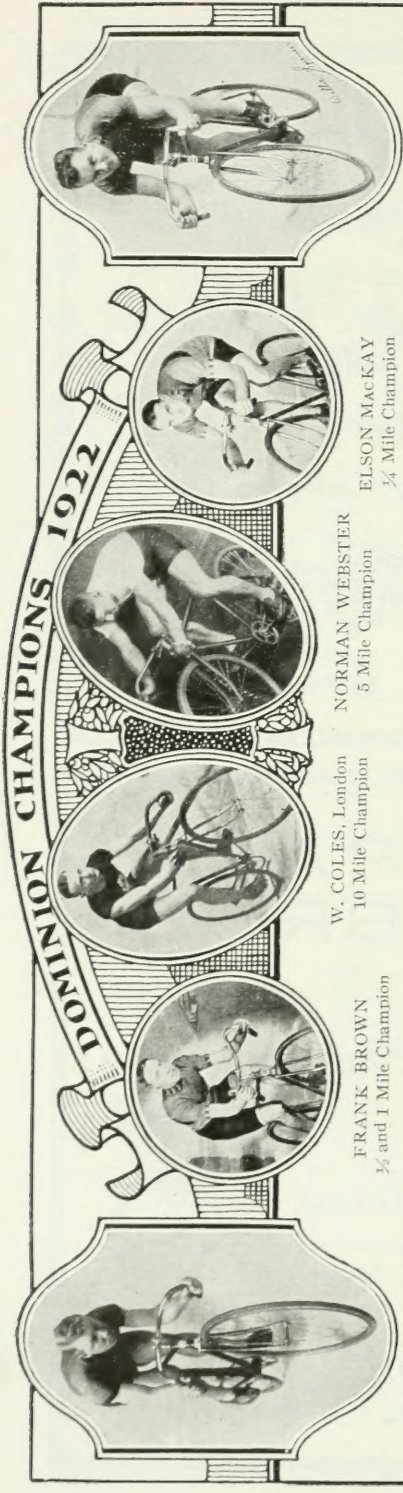 DOMINION CHAMPIONS 1922
FRANK BROWN
½ and 1 Mile Champion
W. COLES, London
10 Mile Champion
NORMAN WEBSTER
5 Mile Champion
ELSON MACKAY
¼ Mile Champion